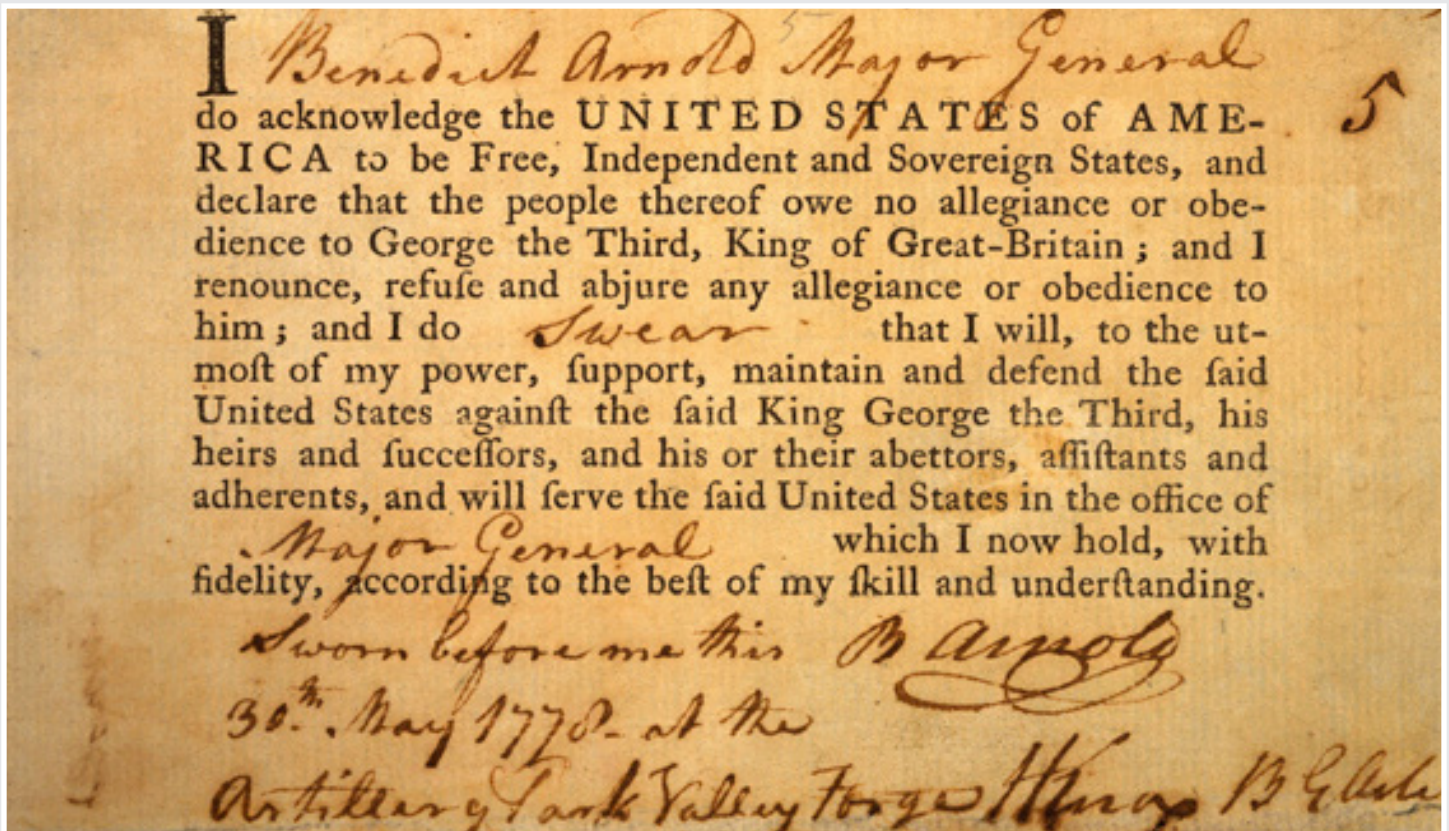 I Benedict Arnold Major General
5
do acknowledge the UNITED STATES of AME-
RICA to be Free, Independent and Sovereign States, and
declare that the people thereof owe no allegiance or obe-
dience to George the Third, King of Great-Britain ; and I
renounce, refuſe and abjure any allegiance or obedience to
him ; and I do Swear that I will, to the ut-
moſt of my power, ſupport, maintain and defend the ſaid
United States againſt the ſaid King George the Third, his
heirs and ſucceſſors, and his or their abettors, aſſiſtants and
adherents, and will ſerve the ſaid United States in the office of
Major General which I now hold, with
fidelity, according to the beſt of my ſkill and underſtanding.
Sworn before me this B Arnold
30th. May 1778- at the
Artillery Park Valley Forge HKnox B G Arte